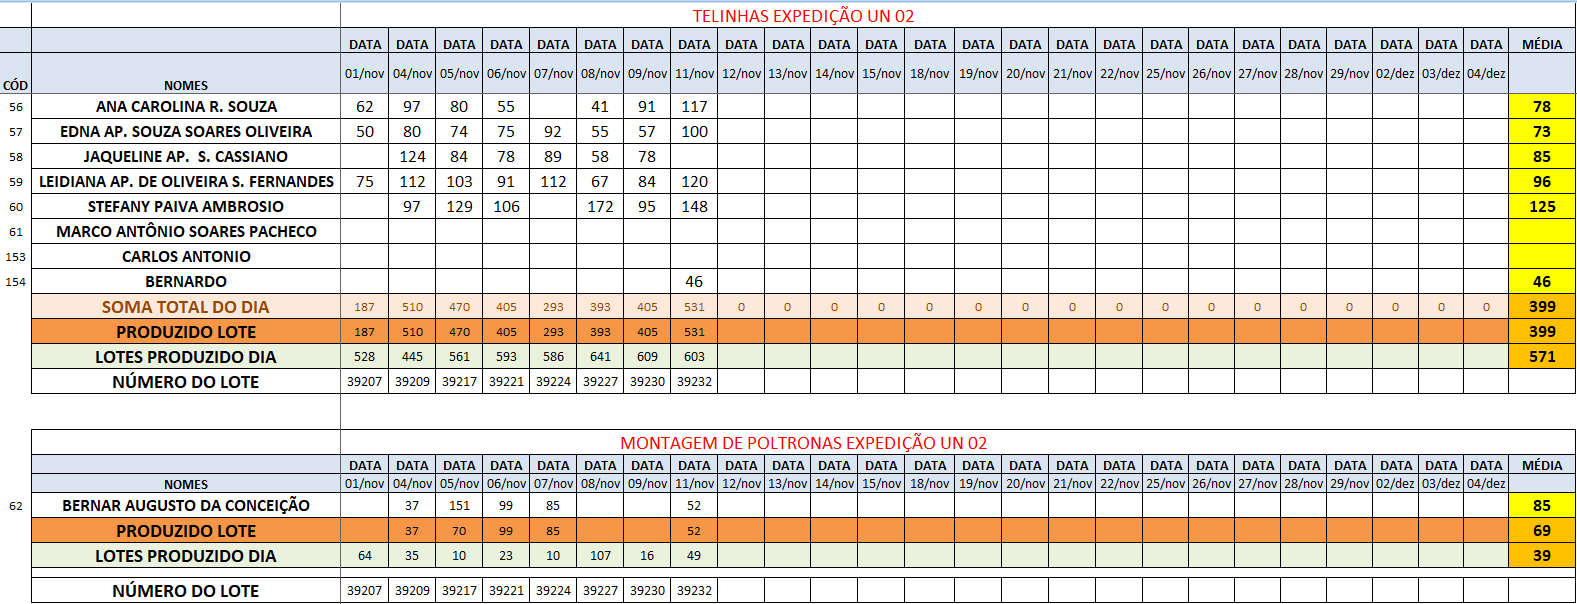 TELINHAS EXPEDIÇÃO UN 02
DATA DATA DATA DATA DATA DATA DATA DATA DATA DATA DATA DATA DATA DATA DATA DATA DATA DATA DATA DATA DATA DATA DATA DATA DATA MÉDIA
CÓD NOMES 01/nov 04/nov 05/nov 06/nov 07/nov 08/nov 09/nov 11/nov 12/nov 13/nov 14/nov 15/nov 18/nov 19/nov 20/nov 21/nov 22/nov 25/nov 26/nov 27/nov 28/nov 29/nov 02/dez 03/dez 04/dez
56 ANA CAROLINA R. SOUZA 62 97 80 55 41 91 117 78
57 EDNA AP. SOUZA SOARES OLIVEIRA 50 80 74 75 92 55 57 100 73
58 JAQUELINE AP. S. CASSIANO 124 84 78 89 58 78 85
59 LEIDIANA AP. DE OLIVEIRA S. FERNANDES 75 112 103 91 112 67 84 120 96
60 STEFANY PAIVA AMBROSIO 97 129 106 172 95 148 125
61 MARCO ANTÔNIO SOARES PACHECO
153 CARLOS ANTONIO
154 BERNARDO 46 46
SOMA TOTAL DO DIA 187 510 470 405 293 393 405 531 0 0 0 0 0 0 0 0 0 0 0 0 0 0 0 0 0 399
PRODUZIDO LOTE 187 510 470 405 293 393 405 531 399
LOTES PRODUZIDO DIA 528 445 561 593 586 641 609 603 571
NÚMERO DO LOTE 39207 39209 39217 39221 39224 39227 39230 39232
MONTAGEM DE POLTRONAS EXPEDIÇÃO UN 02
DATA DATA DATA DATA DATA DATA DATA DATA DATA DATA DATA DATA DATA DATA DATA DATA DATA DATA DATA DATA DATA DATA DATA DATA DATA MÉDIA
NOMES 01/nov 04/nov 05/nov 06/nov 07/nov 08/nov 09/nov 11/nov 12/nov 13/nov 14/nov 15/nov 18/nov 19/nov 20/nov 21/nov 22/nov 25/nov 26/nov 27/nov 28/nov 29/nov 02/dez 03/dez 04/dez
62 BERNAR AUGUSTO DA CONCEIÇÃO 37 151 99 85 52 85
PRODUZIDO LOTE 37 70 99 85 52 69
LOTES PRODUZIDO DIA 64 35 10 23 10 107 16 49 39
NÚMERO DO LOTE 39207 39209 39217 39221 39224 39227 39230 39232